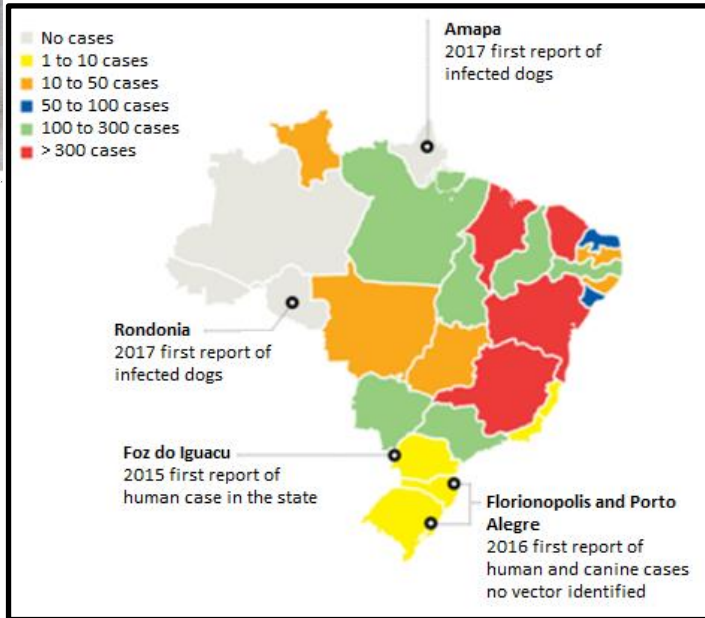 No cases
1 to 10 cases
10 to 50 cases
50 to 100 cases
100 to 300 cases
> 300 cases
Amapa
2017 first report of
infected dogs
Rondonia
2017 first report of
infected dogs
Foz do Iguacu
2015 first report of
human case in the state
Florionopolis and Porto
Alegre
2016 first report of
human and canine cases
no vector identified